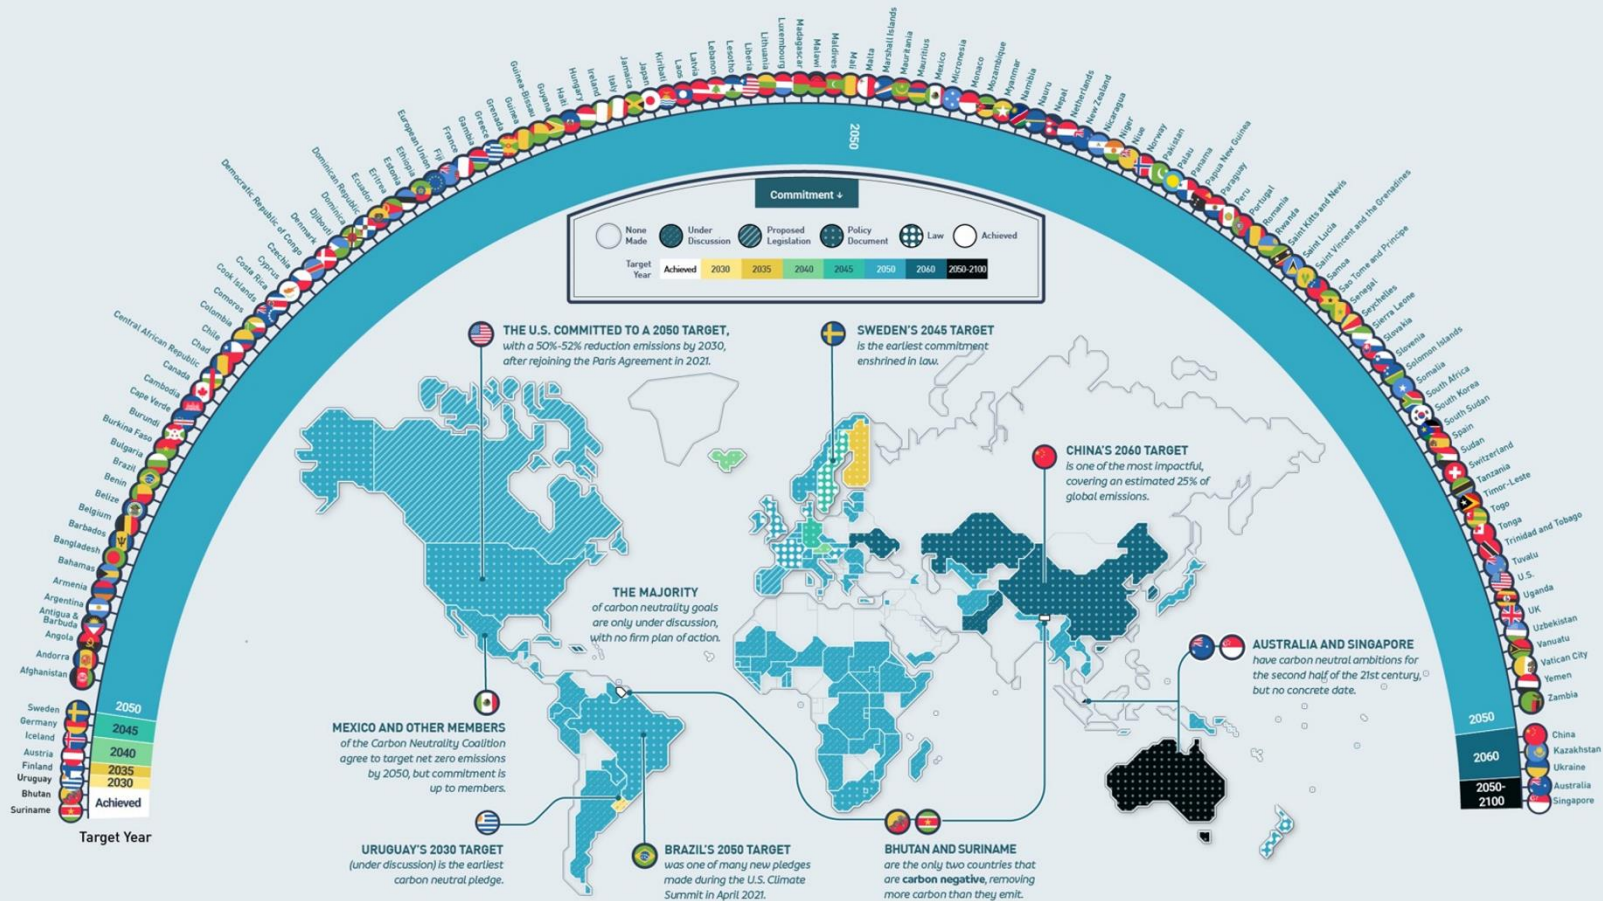 Commitment ↓
None
Made
Under
Discussion
Proposed
Legislation
Policy
Document
Law
Achieved
Target
Year
Achieved
2030
2035
2040
2045
2050
2060
2050-2100
2050
Suriname
Bhutan
Uruguay
Finland
Austria
Iceland
Germany
Sweden
Afghanistan
Andorra
Angola
Antigua &
Barbuda
Argentina
Armenia
Bahamas
Bangladesh
Barbados
Belgium
Belize
Benin
Brazil
Bulgaria
Burkina Faso
Burundi
Cape Verde
Cambodia
Canada
Central African Republic
Chad
Chile
Colombia
Comoros
Cook Islands
Costa Rica
Cyprus
Czechia
Democratic Republic of Congo
Denmark
Djibouti
Dominica
Dominican Republic
Ecuador
Eritrea
Estonia
Ethiopia
European Union
Fiji
France
Gambia
Greece
Grenada
Guinea
Guinea-Bissau
Guyana
Haiti
Hungary
Ireland
Italy
Jamaica
Japan
Kiribati
Laos
Latvia
Lebanon
Lesotho
Liberia
Lithuania
Luxembourg
Madagascar
Malawi
Maldives
Mali
Malta
Marshall Islands
Mauritania
Mauritius
Mexico
Micronesia
Monaco
Mozambique
Myanmar
Namibia
Nauru
Nepal
Netherlands
New Zealand
Nicaragua
Niger
Niue
Norway
Pakistan
Palau
Panama
Papua New Guinea
Paraguay
Peru
Portugal
Romania
Rwanda
Saint Kitts and Nevis
Saint Lucia
Saint Vincent and the Grenadines
Samoa
Sao Tome and Principe
Senegal
Seychelles
Sierra Leone
Slovakia
Slovenia
Solomon Islands
Somalia
South Africa
South Korea
South Sudan
Spain
Sudan
Switzerland
Tanzania
Timor-Leste
Togo
Tonga
Trinidad and Tobago
Tuvalu
U.S.
Uganda
UK
Uzbekistan
Vanuatu
Vatican City
Yemen
Zambia
China
Kazakhstan
Ukraine
Australia
Singapore
2050
2045
2040
2035
2030
Achieved
Target Year
2050
2060
2050-
2100
THE U.S. COMMITTED TO A 2050 TARGET,
with a 50%-52% reduction emissions by 2030,
after rejoining the Paris Agreement in 2021.
SWEDEN'S 2045 TARGET
is the earliest commitment
enshrined in law.
CHINA'S 2060 TARGET
is one of the most impactful,
covering an estimated 25% of
global emissions.
THE MAJORITY
of carbon neutrality goals
are only under discussion,
with no firm plan of action.
AUSTRALIA AND SINGAPORE
have carbon neutral ambitions for
the second half of the 21st century,
but no concrete date.
MEXICO AND OTHER MEMBERS
of the Carbon Neutrality Coalition
agree to target net zero emissions
by 2050, but commitment is
up to members.
URUGUAY'S 2030 TARGET
(under discussion) is the earliest
carbon neutral pledge.
BRAZIL'S 2050 TARGET
was one of many new pledges
made during the U.S. Climate
Summit in April 2021.
BHUTAN AND SURINAME
are the only two countries that
are carbon negative, removing
more carbon than they emit.